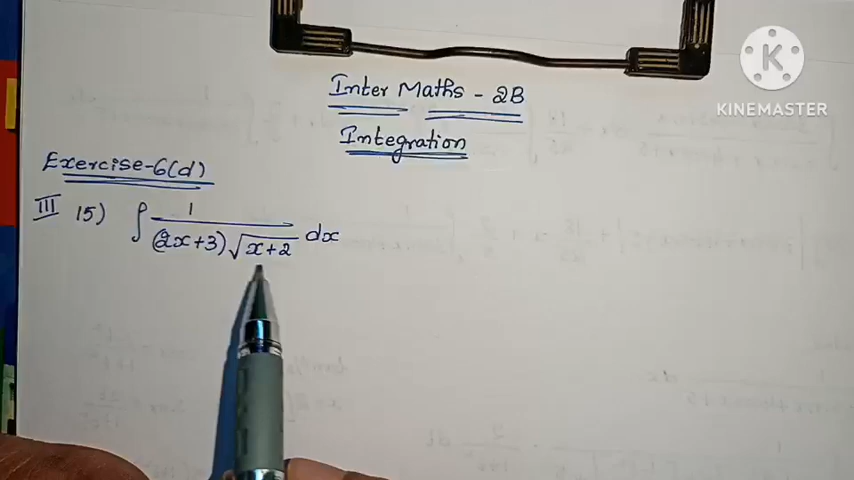 Inter Maths - 2B
Integration
Exercise-6(d)
III 15) ∫ 1/((2x+3)√(x+2)) dx
K
KINEMASTER